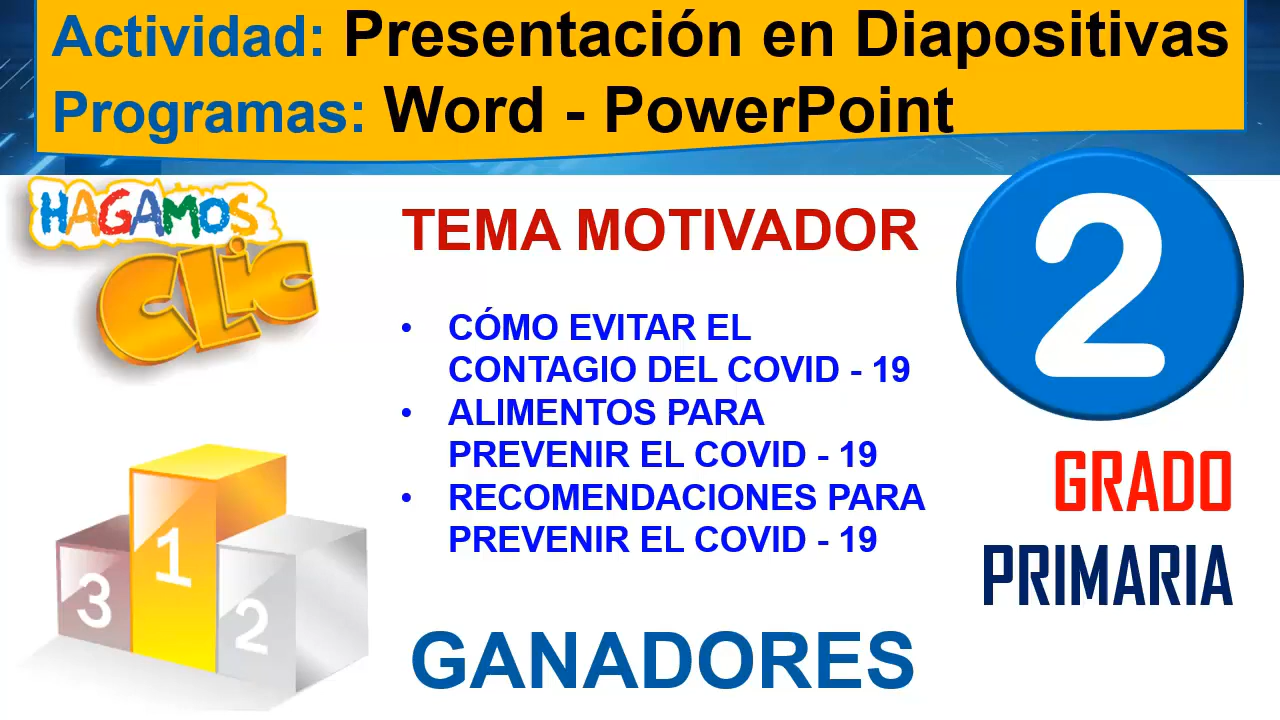 Actividad: Presentación en Diapositivas
Programas: Word - PowerPoint
HAGAMOS
CLiC
TEMA MOTIVADOR
• CÓMO EVITAR EL
CONTAGIO DEL COVID - 19
• ALIMENTOS PARA
PREVENIR EL COVID - 19
• RECOMENDACIONES PARA
PREVENIR EL COVID - 19
2
GRADO
PRIMARIA
1
3
2
GANADORES